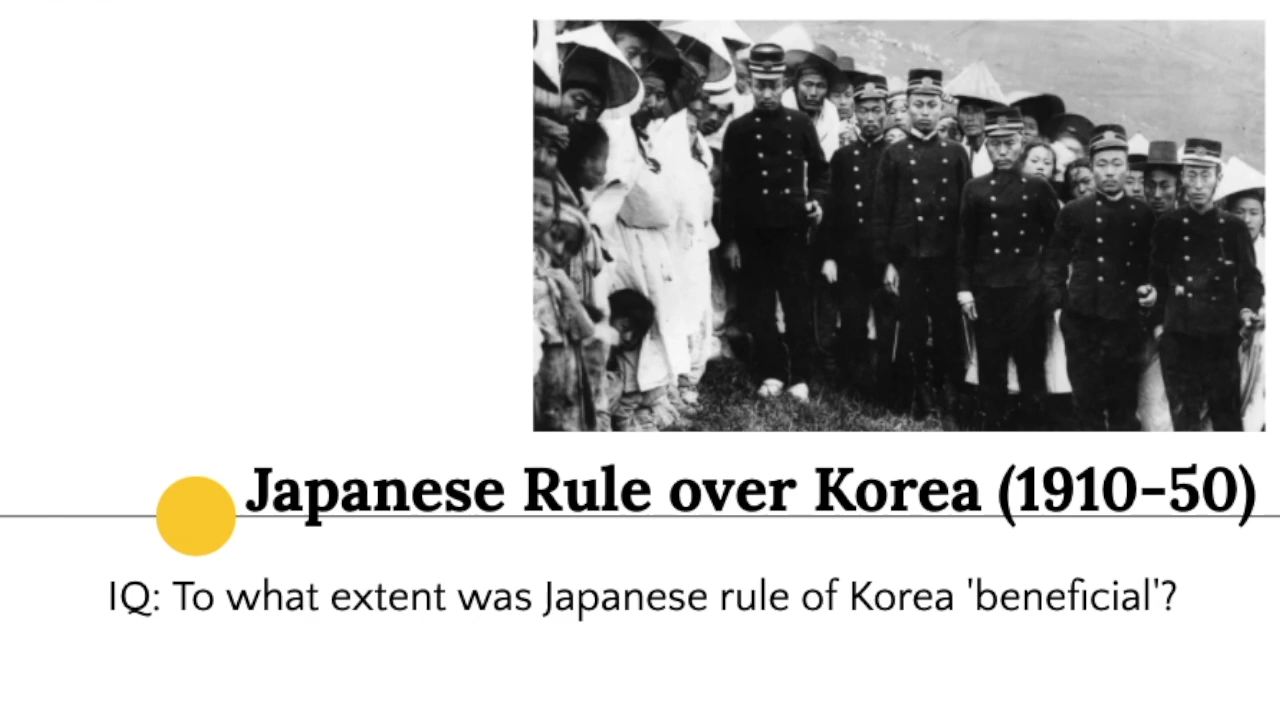 Japanese Rule over Korea (1910-50)
IQ: To what extent was Japanese rule of Korea 'beneficial'?